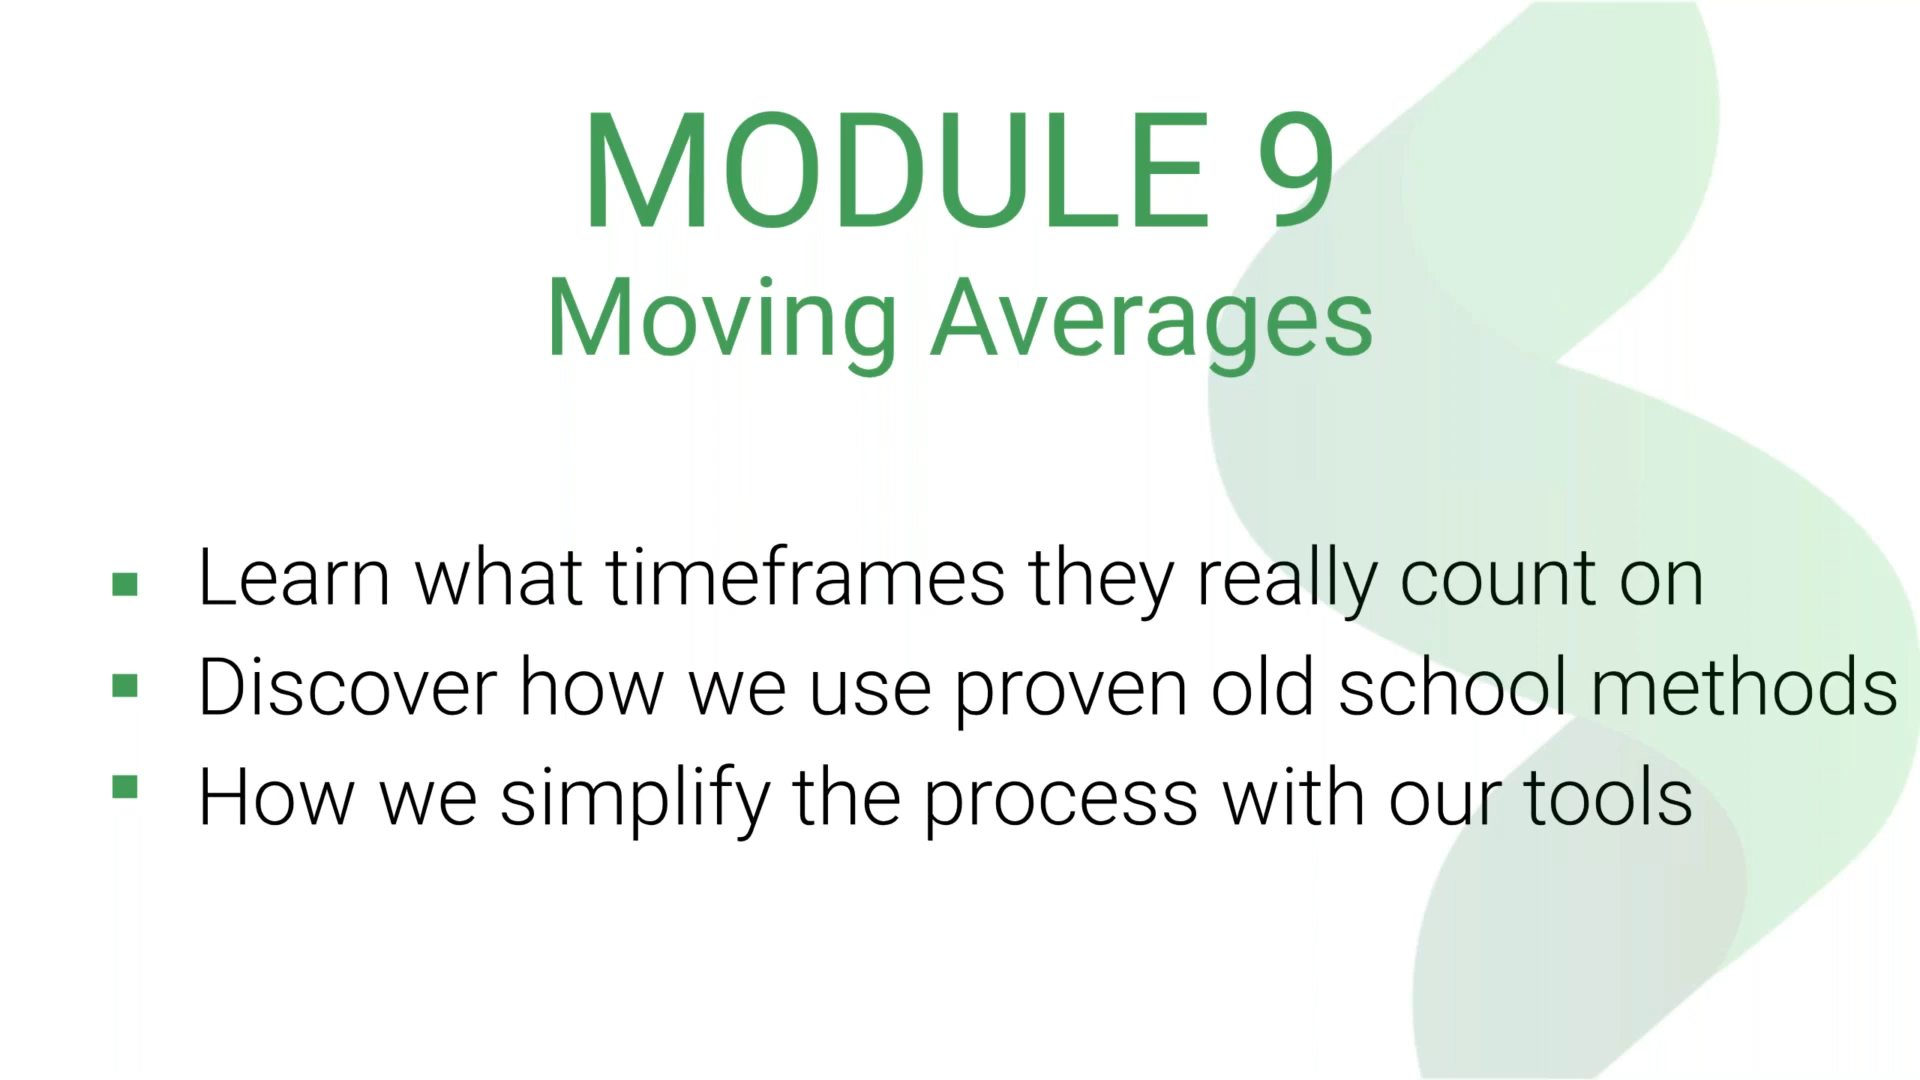 MODULE 9
Moving Averages
Learn what timeframes they really count on
Discover how we use proven old school methods
How we simplify the process with our tools